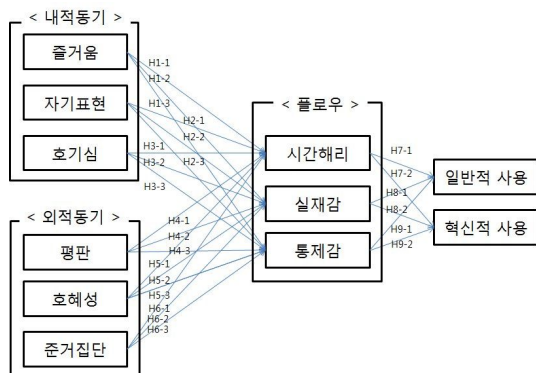 < 내적동기 >
즐거움
자기표현
호기심
< 외적동기 >
평판
호혜성
준거집단
H1-1
H1-2
H1-3
H2-1
H2-2
H2-3
H3-1
H3-2
H3-3
H4-1
H4-2
H4-3
H5-1
H5-2
H5-3
H6-1
H6-2
H6-3
< 플로우 >
시간해리
실재감
통제감
H7-1
H7-2
H8-1
H8-2
H9-1
H9-2
일반적 사용
혁신적 사용